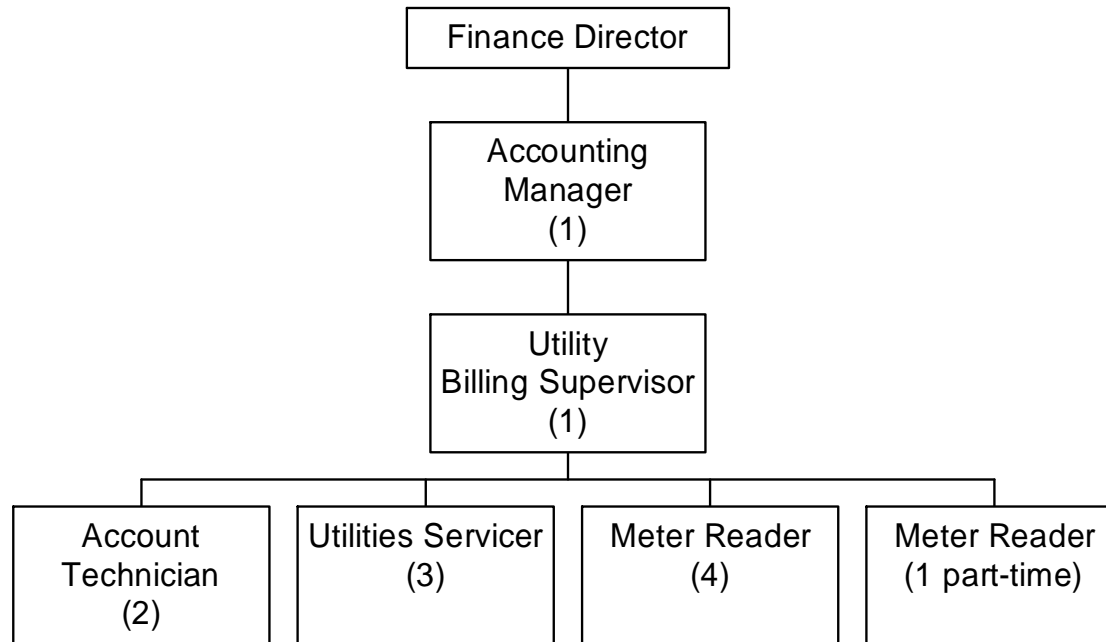 Finance Director
Accounting
Manager
(1)
Utility
Billing Supervisor
(1)
Account
Technician
(2)
Utilities Servicer
(3)
Meter Reader
(4)
Meter Reader
(1 part-time)